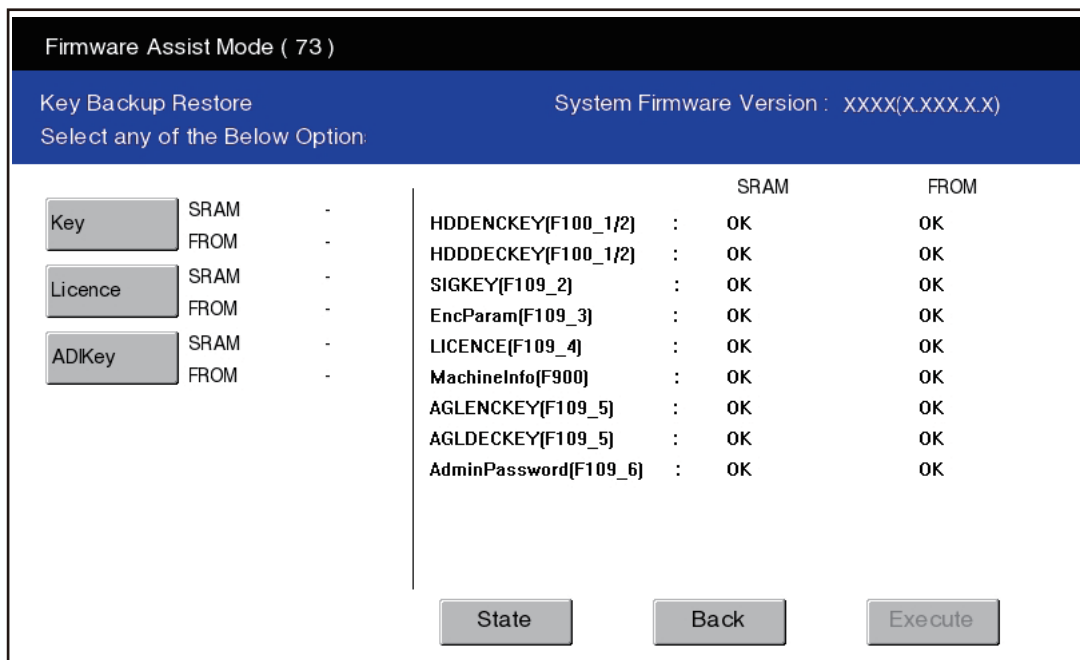 Firmware Assist Mode ( 73 )
Key Backup Restore
System Firmware Version : XXXX(X.XXX.X.X)
Select any of the Below Option
SRAM FROM
Key
SRAM -
FROM -
Licence
SRAM -
FROM -
ADIKey
SRAM -
FROM -
HDDENCKEY(F100_1/2) : OK OK
HDDDECKEY(F100_1/2) : OK OK
SIGKEY(F109_2) : OK OK
EncParam(F109_3) : OK OK
LICENCE(F109_4) : OK OK
MachineInfo(F900) : OK OK
AGLENCKEY(F109_5) : OK OK
AGLDECKEY(F109_5) : OK OK
AdminPassword(F109_6) : OK OK
State Back Execute